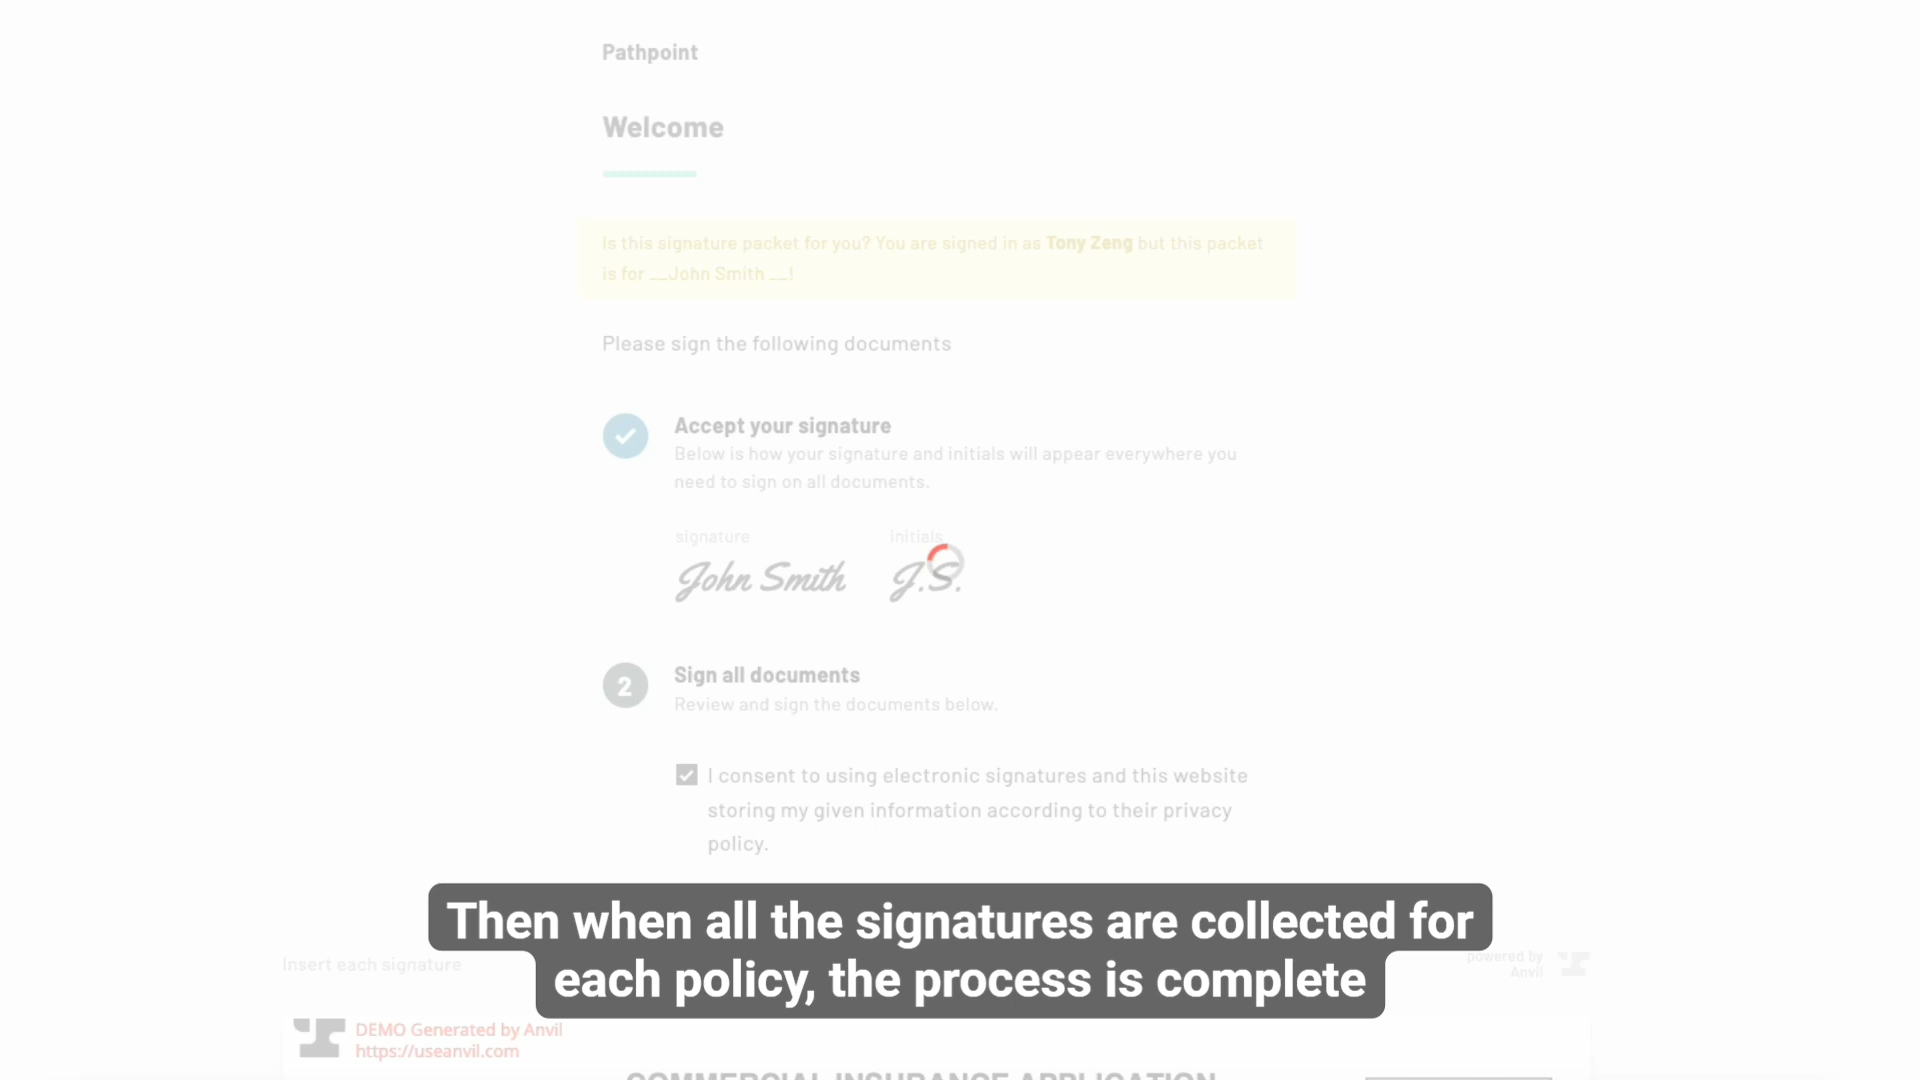 Pathpoint
Welcome
Is this signature packet for you? You are signed in as Tony Zeng but this packet
is for __John Smith __!
Please sign the following documents
Accept your signature
Below is how your signature and initials will appear everywhere you
need to sign on all documents.
signature initials
John Smith J.S.
2 Sign all documents
Review and sign the documents below.
I consent to using electronic signatures and this website
storing my given information according to their privacy
policy.
Then when all the signatures are collected for
each policy, the process is complete
Insert each signature
powered by
Anvil
DEMO Generated by Anvil
https://useanvil.com
COMMERCIAL INSURANCE APPLICATION